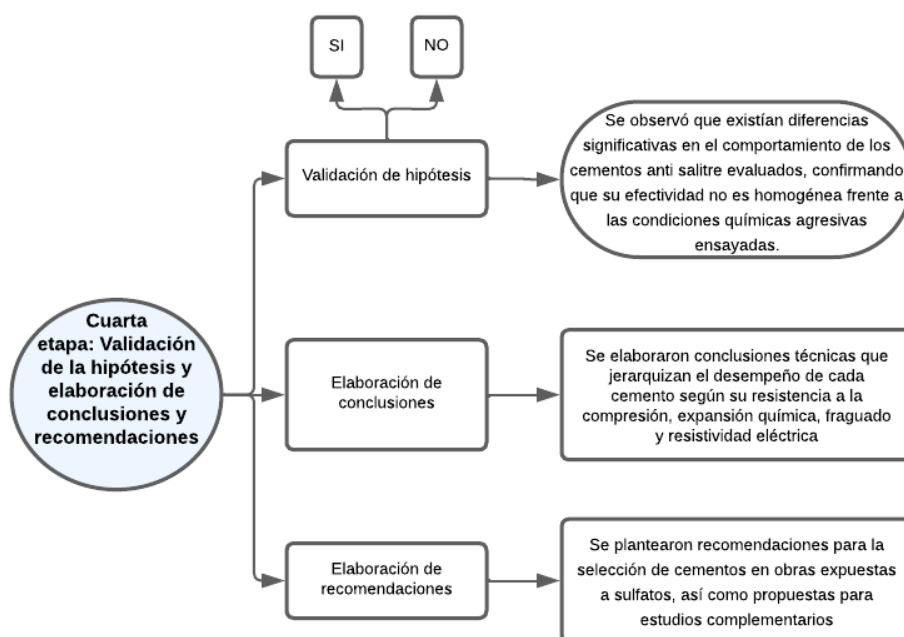 SI
NO
Validación de hipótesis
Se observó que existían diferencias
significativas en el comportamiento de los
cementos anti salitre evaluados, confirmando
que su efectividad no es homogénea frente a
las condiciones químicas agresivas
ensayadas.
Cuarta
etapa: Validación
de la hipótesis y
elaboración de
conclusiones y
recomendaciones
Elaboración de
conclusiones
Se elaboraron conclusiones técnicas que
jerarquizan el desempeño de cada
cemento según su resistencia a la
compresión, expansión química, fraguado
y resistividad eléctrica
Elaboración de
recomendaciones
Se plantearon recomendaciones para la
selección de cementos en obras expuestas
a sulfatos, así como propuestas para
estudios complementarios